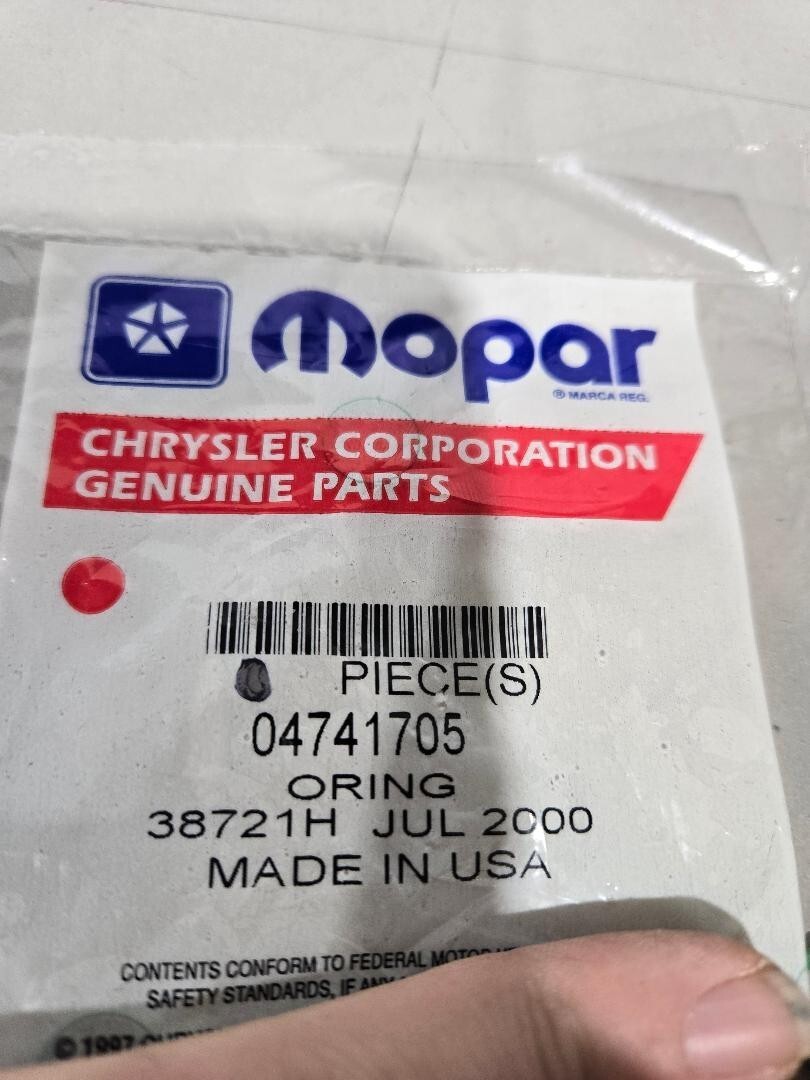 mopar
® MARCA REG.
CHRYSLER CORPORATION
GENUINE PARTS
PIECE(S)
04741705
ORING
38721H JUL 2000
MADE IN USA
CONTENTS CONFORM TO FEDERAL MOTOR
SAFETY STANDARDS, IF ANY
© 1997